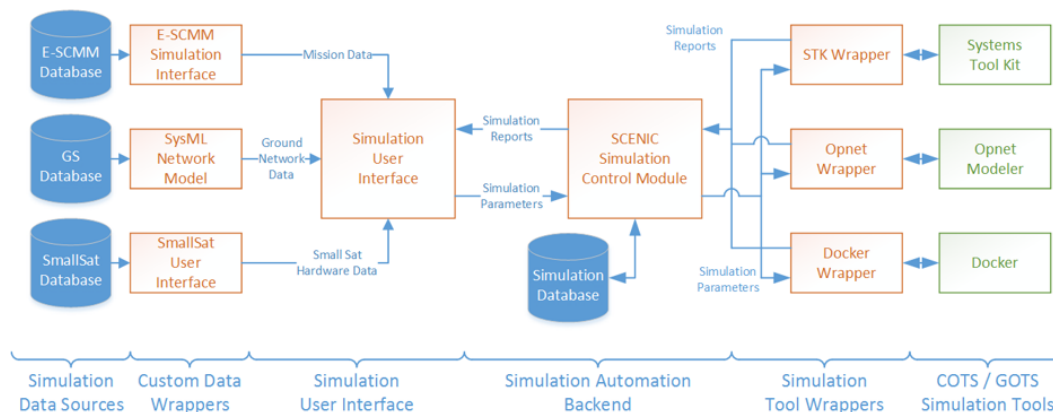 E-SCMM
Database
E-SCMM
Simulation
Interface
Mission Data
Simulation
Reports
STK Wrapper
Systems
Tool Kit
GS
Database
SysML
Network
Model
Ground
Network
Data
Simulation
User
Interface
Simulation
Reports
Simulation
Parameters
SCENIC
Simulation
Control Module
Opnet
Wrapper
Opnet
Modeler
SmallSat
Database
SmallSat
User
Interface
Small Sat
Hardware Data
Simulation
Database
Simulation
Parameters
Docker
Wrapper
Docker
Simulation
Data Sources
Custom Data
Wrappers
Simulation
User Interface
Simulation Automation
Backend
Simulation
Tool Wrappers
COTS / GOTS
Simulation Tools